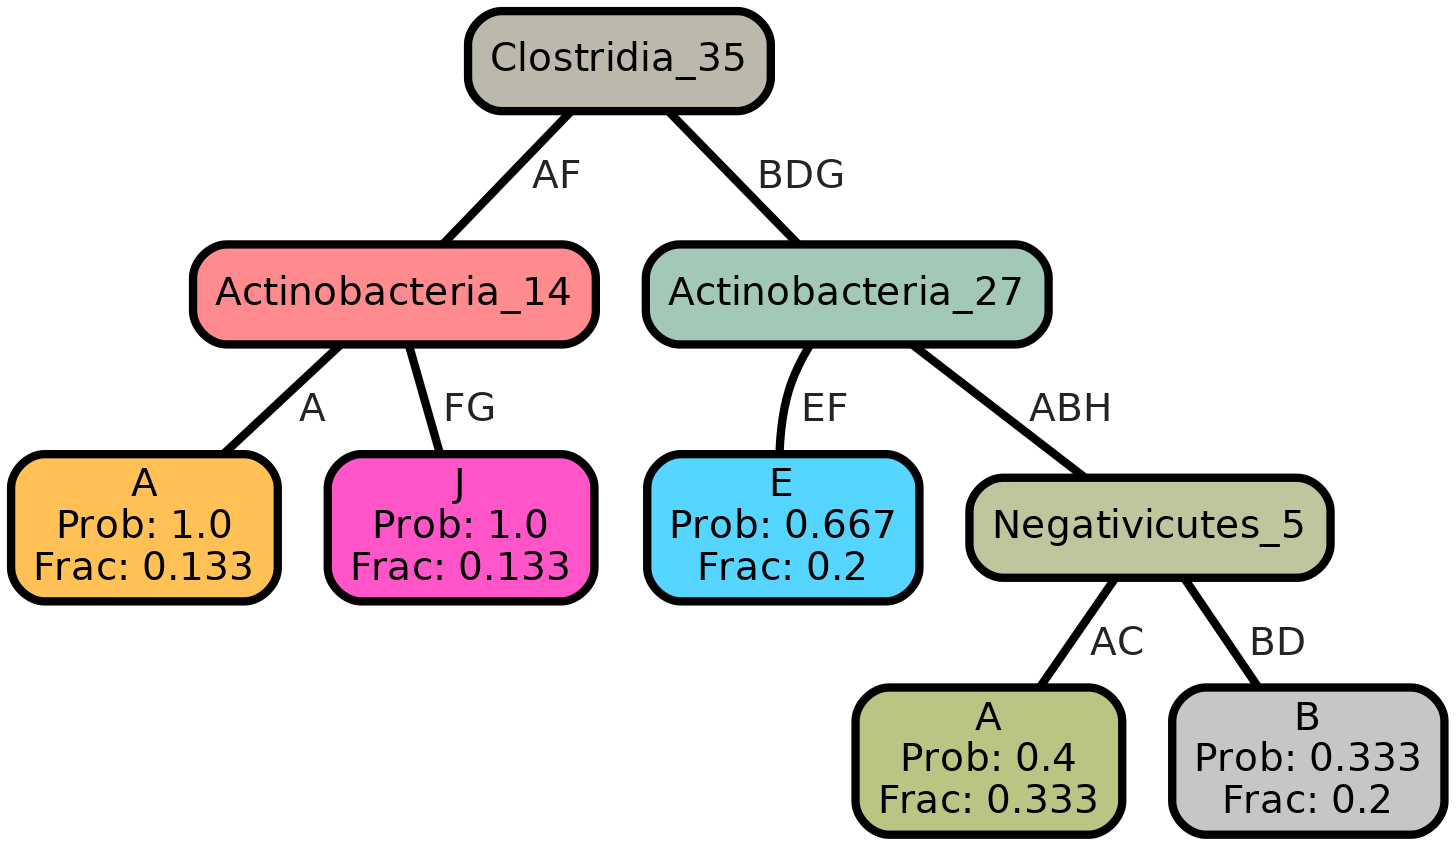 Clostridia_35
AF
BDG
Actinobacteria_14
Actinobacteria_27
A
FG
EF
ABH
A
Prob: 1.0
Frac: 0.133
J
Prob: 1.0
Frac: 0.133
E
Prob: 0.667
Frac: 0.2
Negativicutes_5
AC
BD
A
Prob: 0.4
Frac: 0.333
B
Prob: 0.333
Frac: 0.2